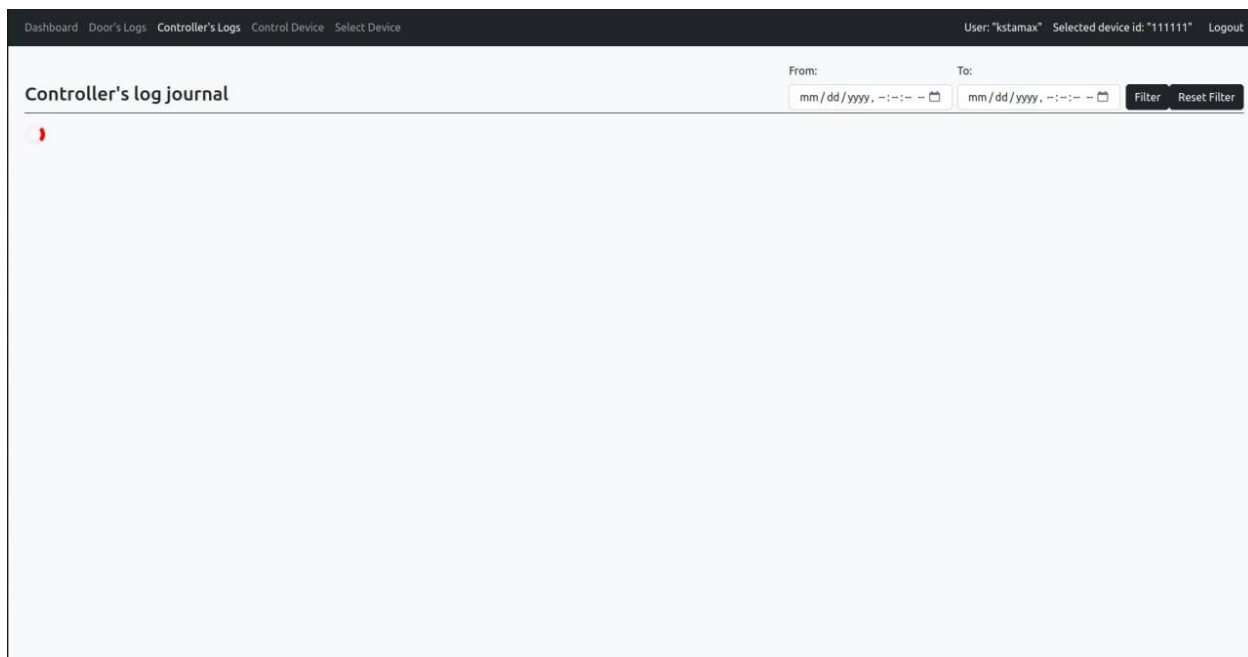 Dashboard Door's Logs Controller's Logs Control Device Select Device User: "kstamax" Selected device id: "111111" Logout
From: To:
Controller's log journal mm/dd/yyyy, --:--:-- -- mm/dd/yyyy, --:--:-- -- Filter Reset Filter